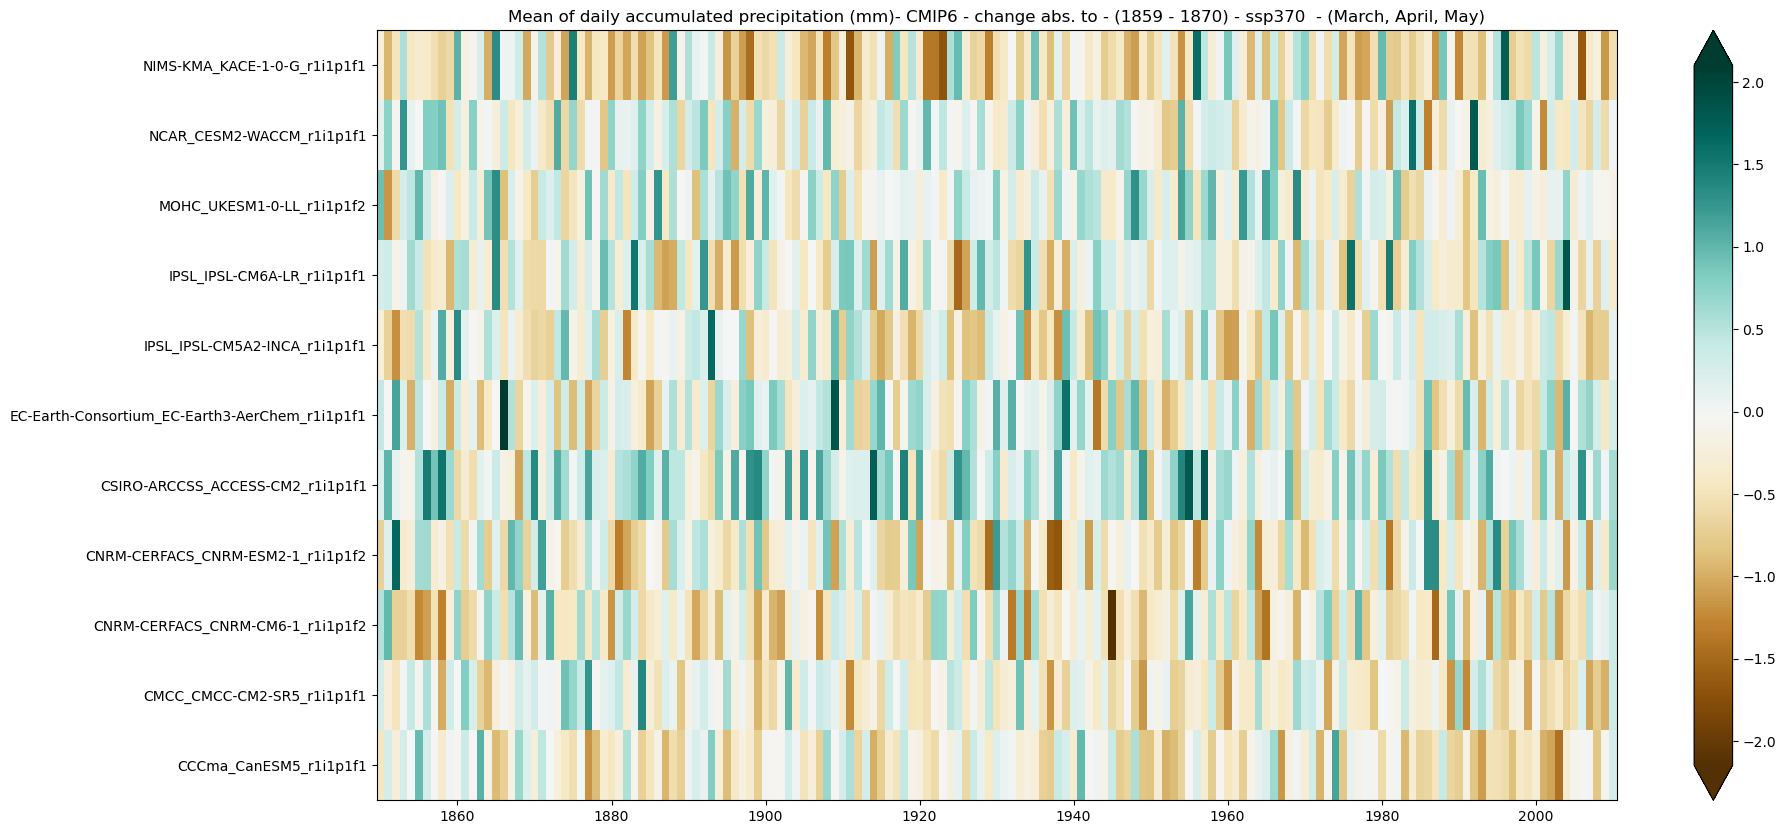 Mean of daily accumulated precipitation (mm)- CMIP6 - change abs. to - (1859 - 1870) - ssp370  - (March, April, May)
NIMS-KMA_KACE-1-0-G_r1i1p1f1
NCAR_CESM2-WACCM_r1i1p1f1
MOHC_UKESM1-0-LL_r1i1p1f2
IPSL_IPSL-CM6A-LR_r1i1p1f1
IPSL_IPSL-CM5A2-INCA_r1i1p1f1
EC-Earth-Consortium_EC-Earth3-AerChem_r1i1p1f1
CSIRO-ARCCSS_ACCESS-CM2_r1i1p1f1
CNRM-CERFACS_CNRM-ESM2-1_r1i1p1f2
CNRM-CERFACS_CNRM-CM6-1_r1i1p1f2
CMCC_CMCC-CM2-SR5_r1i1p1f1
CCCma_CanESM5_r1i1p1f1
1860 1880 1900 1920 1940 1960 1980 2000
2.0
1.5
1.0
0.5
0.0
−0.5
−1.0
−1.5
−2.0